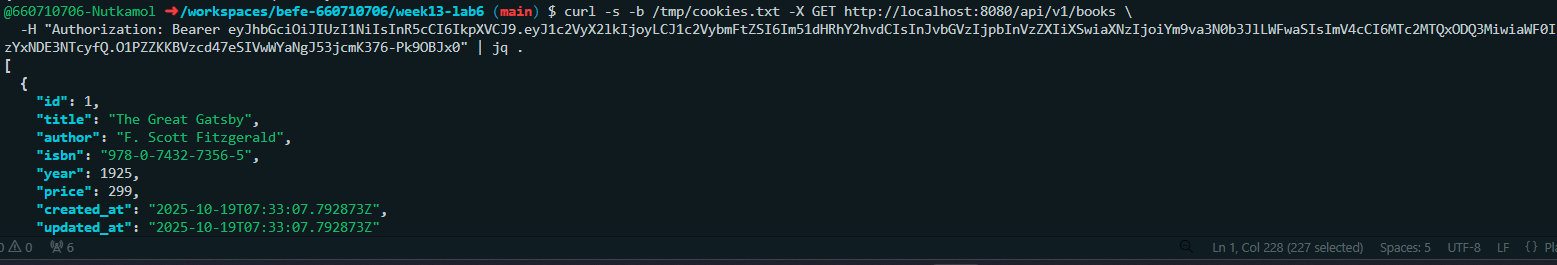 @660710706-Nutkamol ➜/workspaces/befe-660710706/week13-lab6 (main) $ curl -s -b /tmp/cookies.txt -X GET http://localhost:8080/api/v1/books \
-H "Authorization: Bearer eyJhbGciOiJIUzI1NiIsInR5cCI6IkpXVCJ9.eyJ1c2VyX2lkIjoyLCJ1c2VybmFtZSI6Im51dHRhY2hvdCIsInJvbGVzIjpbInVzZXIiXSwiaXNzIjoiYm9va3N0b3JlLWFwaSIsImV4cCI6MTc2MTQxODQ3MiwiaWF0I
zYxNDE3NTcyfQ.O1PZZKKBVzcd47eSIVwWYaNgJ53jcmK376-Pk9OBJx0" | jq .
[
{
"id": 1,
"title": "The Great Gatsby",
"author": "F. Scott Fitzgerald",
"isbn": "978-0-7432-7356-5",
"year": 1925,
"price": 299,
"created_at": "2025-10-19T07:33:07.792873Z",
"updated_at": "2025-10-19T07:33:07.792873Z"
0 6 Ln 1, Col 228 (227 selected) Spaces: 5 UTF-8 LF {} Pla